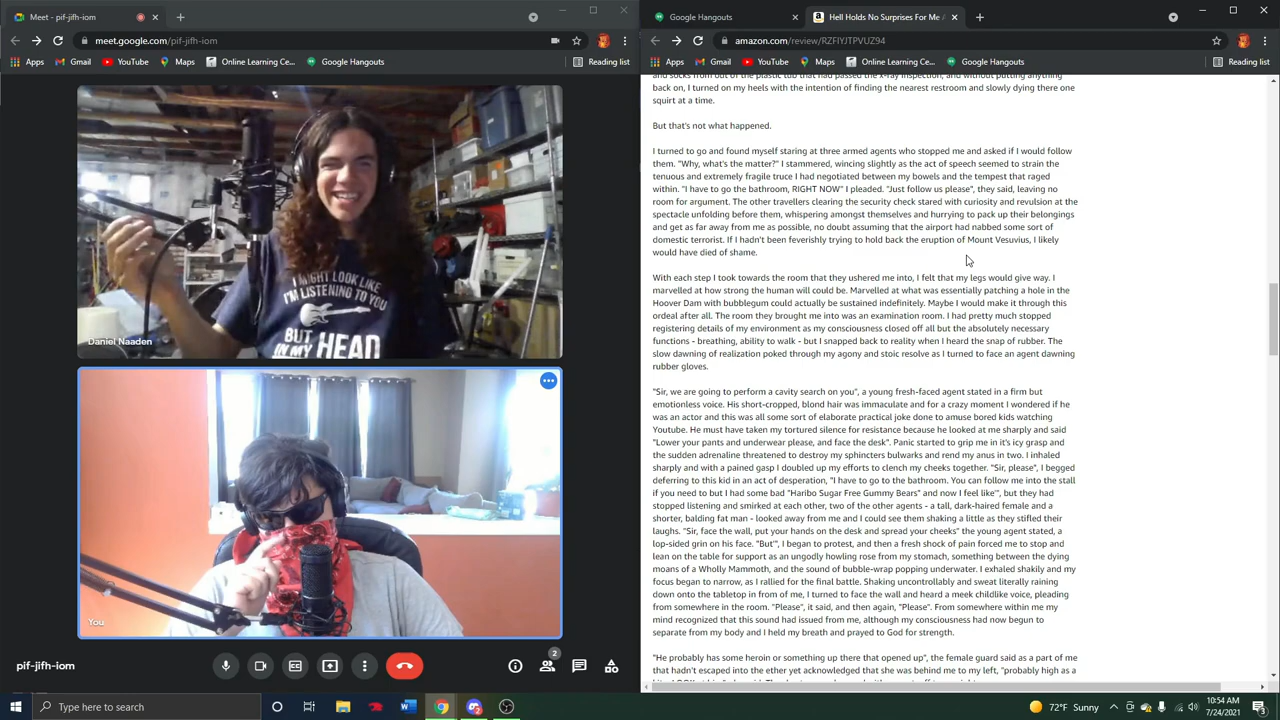 Meet - pif-jifh-iom
meet.google.com/pif-jifh-iom
Apps Gmail YouTube Maps Online Learning Ce... Google Hangouts Reading list
I MIGHT LOOK LIKE
I'M LISTENING TO YOU
BUT
MY HEAD
Daniel Naaden
You
pif-jifh-iom
2
Google Hangouts
Hell Holds No Surprises For Me A
amazon.com/review/RZFIYJTPVUZ94
Apps Gmail YouTube Maps Online Learning Ce... Google Hangouts Reading list
and socks from out of the plastic tub that had passed the x-ray inspection, and without putting anything
back on, I turned on my heels with the intention of finding the nearest restroom and slowly dying there one
squirt at a time.
But that's not what happened.
I turned to go and found myself staring at three armed agents who stopped me and asked if I would follow
them. "Why, what's the matter?" I stammered, wincing slightly as the act of speech seemed to strain the
tenuous and extremely fragile truce I had negotiated between my bowels and the tempest that raged
within. "I have to go the bathroom, RIGHT NOW" I pleaded. "Just follow us please", they said, leaving no
room for argument. The other travellers clearing the security check stared with curiosity and revulsion at the
spectacle unfolding before them, whispering amongst themselves and hurrying to pack up their belongings
and get as far away from me as possible, no doubt assuming that the airport had nabbed some sort of
domestic terrorist. If I hadn't been feverishly trying to hold back the eruption of Mount Vesuvius, I likely
would have died of shame.
With each step I took towards the room that they ushered me into, I felt that my legs would give way. I
marvelled at how strong the human will could be. Marvelled at what was essentially patching a hole in the
Hoover Dam with bubblegum could actually be sustained indefinitely. Maybe I would make it through this
ordeal after all. The room they brought me into was an examination room. I had pretty much stopped
registering details of my environment as my consciousness closed off all but the absolutely necessary
functions - breathing, ability to walk - but I snapped back to reality when I heard the snap of rubber. The
slow dawning of realization poked through my agony and stoic resolve as I turned to face an agent dawning
rubber gloves.
"Sir, we are going to perform a cavity search on you", a young fresh-faced agent stated in a firm but
emotionless voice. His short-cropped, blond hair was immaculate and for a crazy moment I wondered if he
was an actor and this was all some sort of elaborate practical joke done to amuse bored kids watching
Youtube. He must have taken my tortured silence for resistance because he looked at me sharply and said
"Lower your pants and underwear please, and face the desk". Panic started to grip me in it's icy grasp and
the sudden adrenaline threatened to destroy my sphincters bulwarks and rend my anus in two. I inhaled
sharply and with a pained gasp I doubled up my efforts to clench my cheeks together. "Sir, please", I begged
deferring to this kid in an act of desperation, "I have to go to the bathroom. You can follow me into the stall
if you need to but I had some bad "Haribo Sugar Free Gummy Bears" and now I feel like'", but they had
stopped listening and smirked at each other, two of the other agents - a tall, dark-haired female and a
shorter, balding fat man - looked away from me and I could see them shaking a little as they stifled their
laughs. "Sir, face the wall, put your hands on the desk and spread your cheeks" the young agent stated, a
lop-sided grin on his face. "But'", I began to protest, and then a fresh shock of pain forced me to stop and
lean on the table for support as an ungodly howling rose from my stomach, something between the dying
moans of a Wholly Mammoth, and the sound of bubble-wrap popping underwater. I exhaled shakily and my
focus began to narrow, as I rallied for the final battle. Shaking uncontrollably and sweat literally raining
down onto the tabletop in from of me, I turned to face the wall and heard a meek childlike voice, pleading
from somewhere in the room. "Please", it said, and then again, "Please". From somewhere within me my
mind recognized that this sound had issued from me, although my consciousness had now begun to
separate from my body and I held my breath and prayed to God for strength.
"He probably has some heroin or something up there that opened up", the female guard said as a part of me
that hadn't escaped into the ether yet acknowledged that she was behind me to my left, "probably high as a
Type here to search
72°F Sunny
10:54 AM
7/24/2021
3